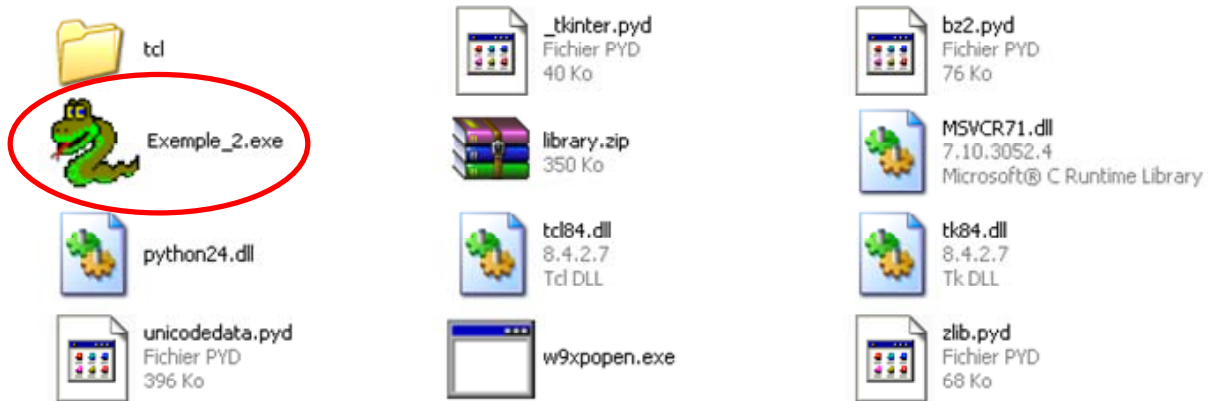 tcl
_tkinter.pyd
Fichier PYD
40 Ko
bz2.pyd
Fichier PYD
76 Ko
Exemple_2.exe
library.zip
350 Ko
MSVCR71.dll
7.10.3052.4
Microsoft® C Runtime Library
python24.dll
tcl84.dll
8.4.2.7
Tcl DLL
tk84.dll
8.4.2.7
Tk DLL
unicodedata.pyd
Fichier PYD
396 Ko
w9xpopen.exe
zlib.pyd
Fichier PYD
68 Ko